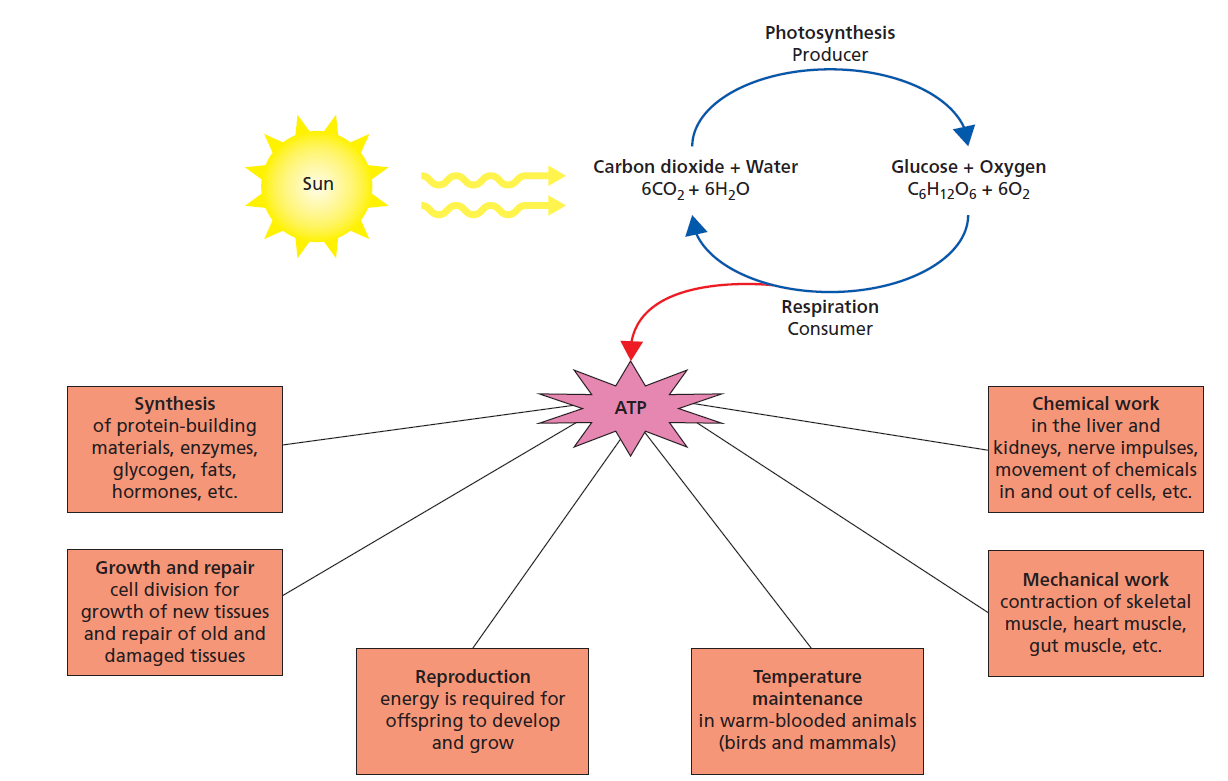 Photosynthesis
Producer
Sun
Carbon dioxide + Water
6CO₂ + 6H₂O
Glucose + Oxygen
C₆H₁₂O₆ + 6O₂
Respiration
Consumer
ATP
Synthesis
of protein-building
materials, enzymes,
glycogen, fats,
hormones, etc.
Chemical work
in the liver and
kidneys, nerve impulses,
movement of chemicals
in and out of cells, etc.
Growth and repair
cell division for
growth of new tissues
and repair of old and
damaged tissues
Mechanical work
contraction of skeletal
muscle, heart muscle,
gut muscle, etc.
Reproduction
energy is required for
offspring to develop
and grow
Temperature
maintenance
in warm-blooded animals
(birds and mammals)